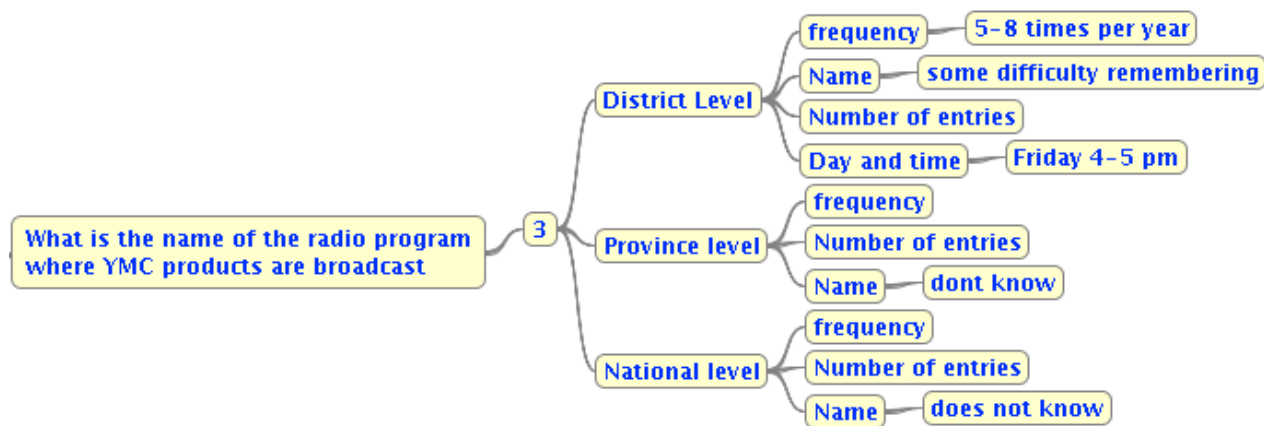 What is the name of the radio program
where YMC products are broadcast
3
District Level
frequency
5-8 times per year
Name
some difficulty remembering
Number of entries
Day and time
Friday 4-5 pm
Province level
frequency
Number of entries
Name
dont know
National level
frequency
Number of entries
Name
does not know